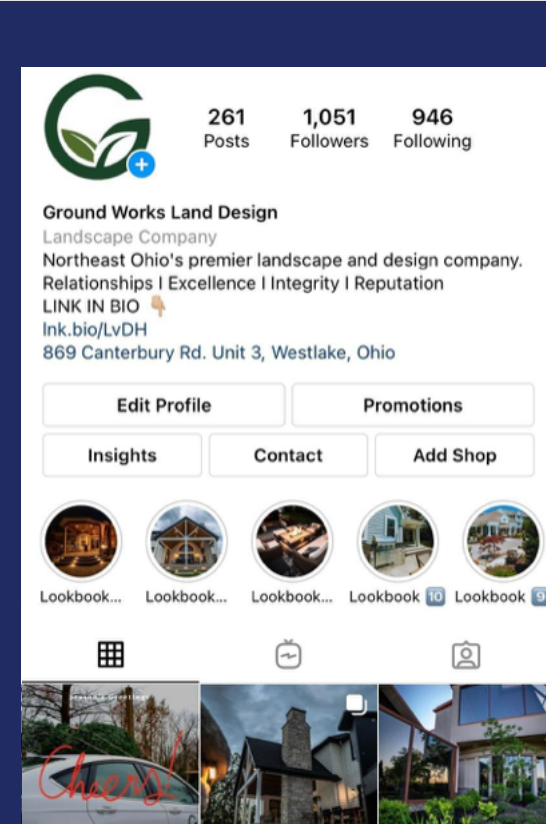 261 1,051 946
Posts Followers Following
Ground Works Land Design
Landscape Company
Northeast Ohio's premier landscape and design company.
Relationships I Excellence I Integrity I Reputation
LINK IN BIO 👇🏼
lnk.bio/LvDH
869 Canterbury Rd. Unit 3, Westlake, Ohio
Edit Profile Promotions
Insights Contact Add Shop
Lookbook... Lookbook... Lookbook... Lookbook 🔟 Lookbook 9️⃣
Season's Greetings
Cheers!